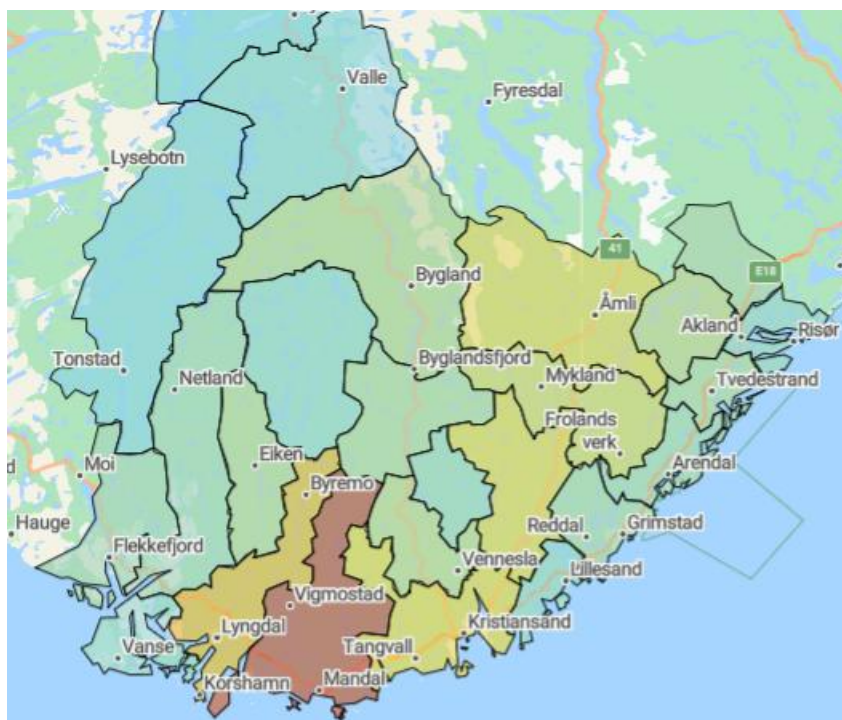 Valle
Fyresdal
Lysebotn
41
E18
Bygland
Åmli
Akland
Risør
Tonstad
Byglandsfjord
Netland
Mykland
Tvedestrand
Frolands
verk
Eiken
Moi
Arendal
Byremo
Hauge
Reddal
Grimstad
Flekkefjord
Vennesla
Lillesand
Vigmostad
Lyngdal
Kristiansand
Vanse
Tangvall
Korshamn
Mandal